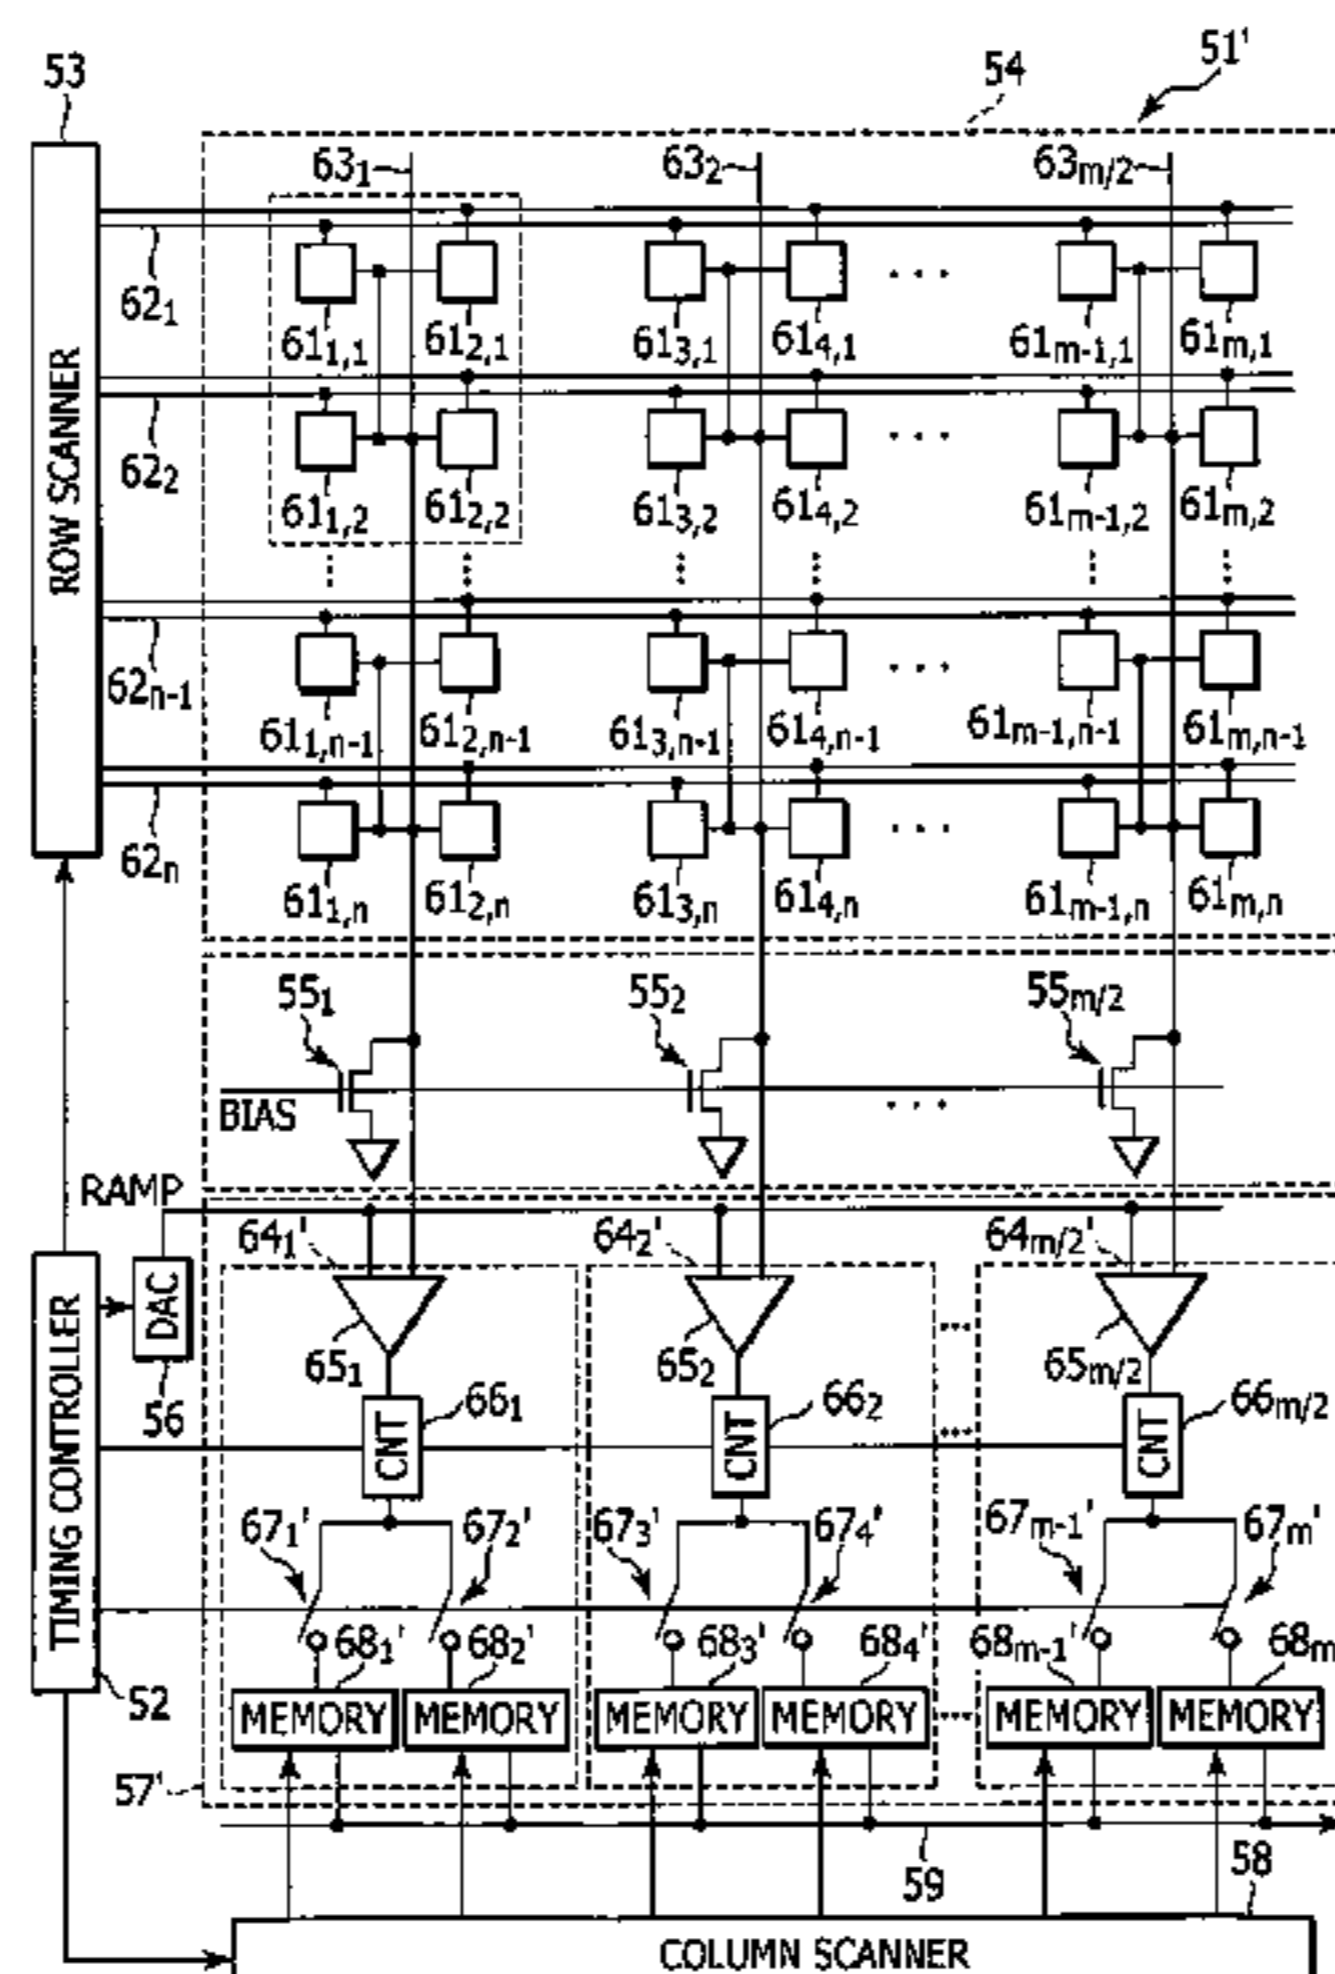 51'
53
54
63₁
63₂
63m/2
62₁
61₁,₁
61₂,₁
61₃,₁
61₄,₁
61m-1,1
61m,1
...
ROW SCANNER
62₂
61₁,₂
61₂,₂
61₃,₂
61₄,₂
61m-1,2
61m,2
...
62n-1
61₁,n-1
61₂,n-1
61₃,n-1
61₄,n-1
61m-1,n-1
61m,n-1
...
62n
61₁,n
61₂,n
61₃,n
61₄,n
61m-1,n
61m,n
...
55₁
55₂
55m/2
BIAS
...
RAMP
64₁'
64₂'
64m/2'
DAC
56
65₁
65₂
65m/2
...
TIMING CONTROLLER
CNT
66₁
CNT
66₂
CNT
66m/2
...
67₁'
67₂'
67₃'
67₄'
67m-1'
67m'
68₁'
68₂'
68₃'
68₄'
68m-1'
68m
52
MEMORY
MEMORY
MEMORY
MEMORY
...
MEMORY
MEMORY
57'
59
58
COLUMN SCANNER